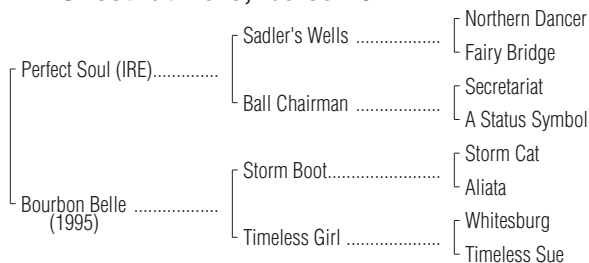 Northern Dancer
Sadler's Wells ...................
Fairy Bridge
Perfect Soul (IRE)..............
Secretariat
Ball Chairman ...................
A Status Symbol
Storm Cat
Storm Boot.........................
Aliata
Bourbon Belle ...................
(1995)
Whitesburg
Timeless Girl .....................
Timeless Sue